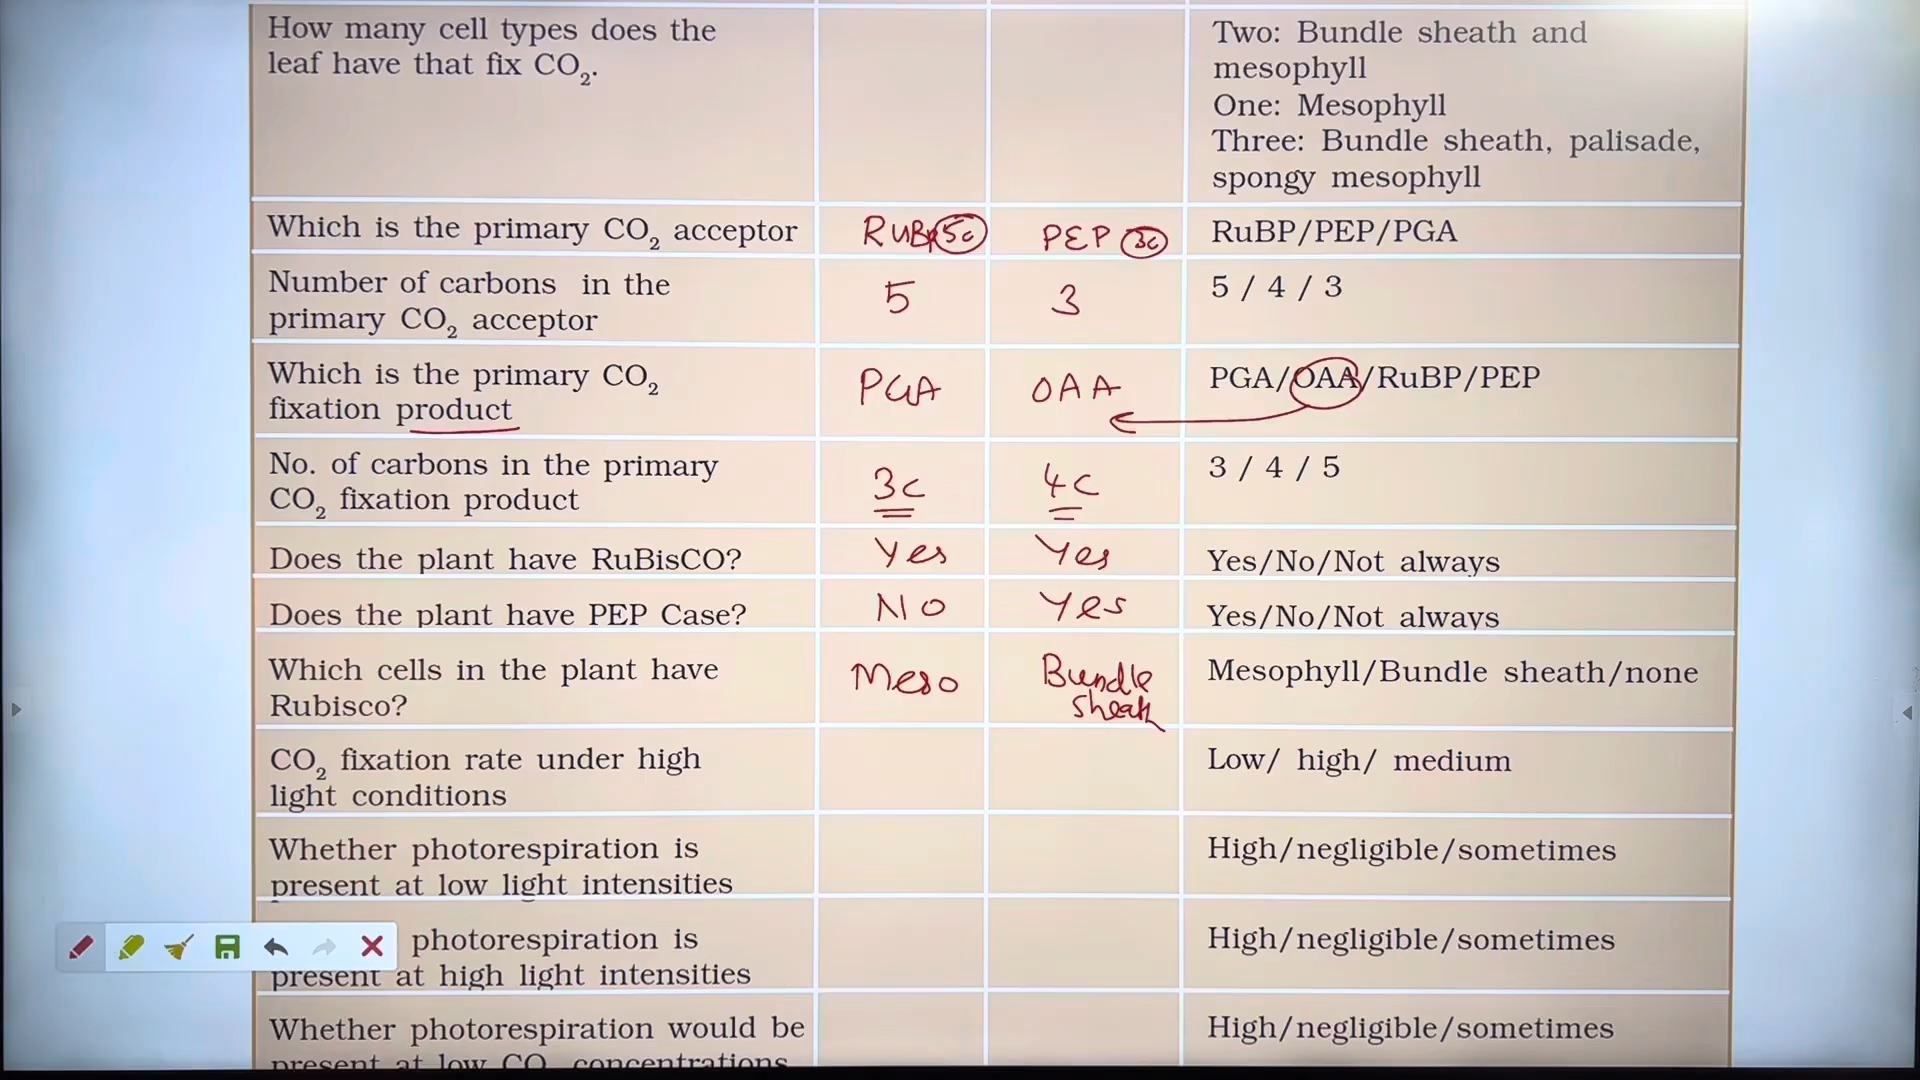 How many cell types does the
leaf have that fix CO₂.
Two: Bundle sheath and
mesophyll
One: Mesophyll
Three: Bundle sheath, palisade,
spongy mesophyll
Which is the primary CO₂ acceptor
RuBP 5c
PEP 3c
RuBP/PEP/PGA
Number of carbons in the
primary CO₂ acceptor
5
3
5 / 4 / 3
Which is the primary CO₂
fixation product
PGA
OAA
PGA/OAA/RuBP/PEP
No. of carbons in the primary
CO₂ fixation product
3c
4c
3 / 4 / 5
Does the plant have RuBisCO?
Yes
Yes
Yes/No/Not always
Does the plant have PEP Case?
No
Yes
Yes/No/Not always
Which cells in the plant have
Rubisco?
Meso
Bundle
Sheath
Mesophyll/Bundle sheath/none
CO₂ fixation rate under high
light conditions
Low/ high/ medium
Whether photorespiration is
present at low light intensities
High/negligible/sometimes
photorespiration is
present at high light intensities
High/negligible/sometimes
Whether photorespiration would be
present at low CO₂ concentrations
High/negligible/sometimes